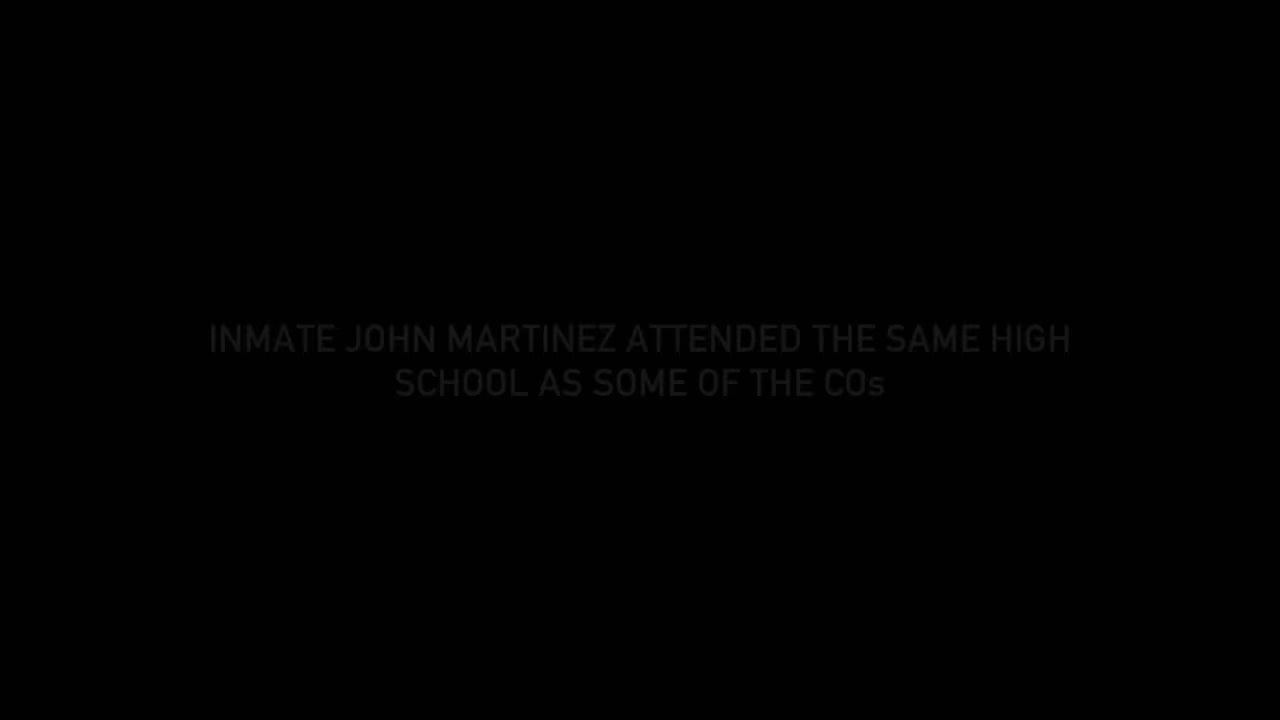 INMATE JOHN MARTINEZ ATTENDED THE SAME HIGH
SCHOOL AS SOME OF THE COs